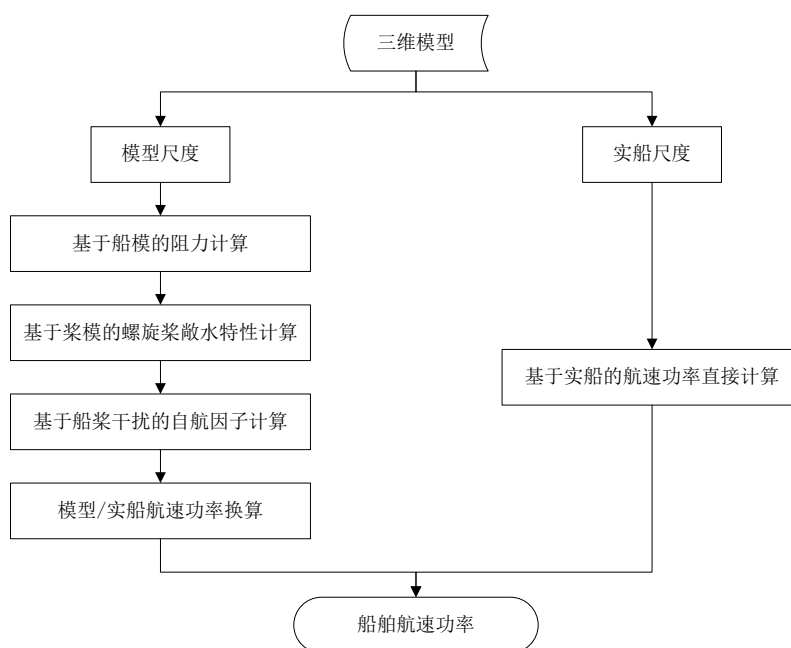 三维模型
模型尺度
实船尺度
基于船模的阻力计算
基于桨模的螺旋桨敞水特性计算
基于实船的航速功率直接计算
基于船桨干扰的自航因子计算
模型/实船航速功率换算
船舶航速功率